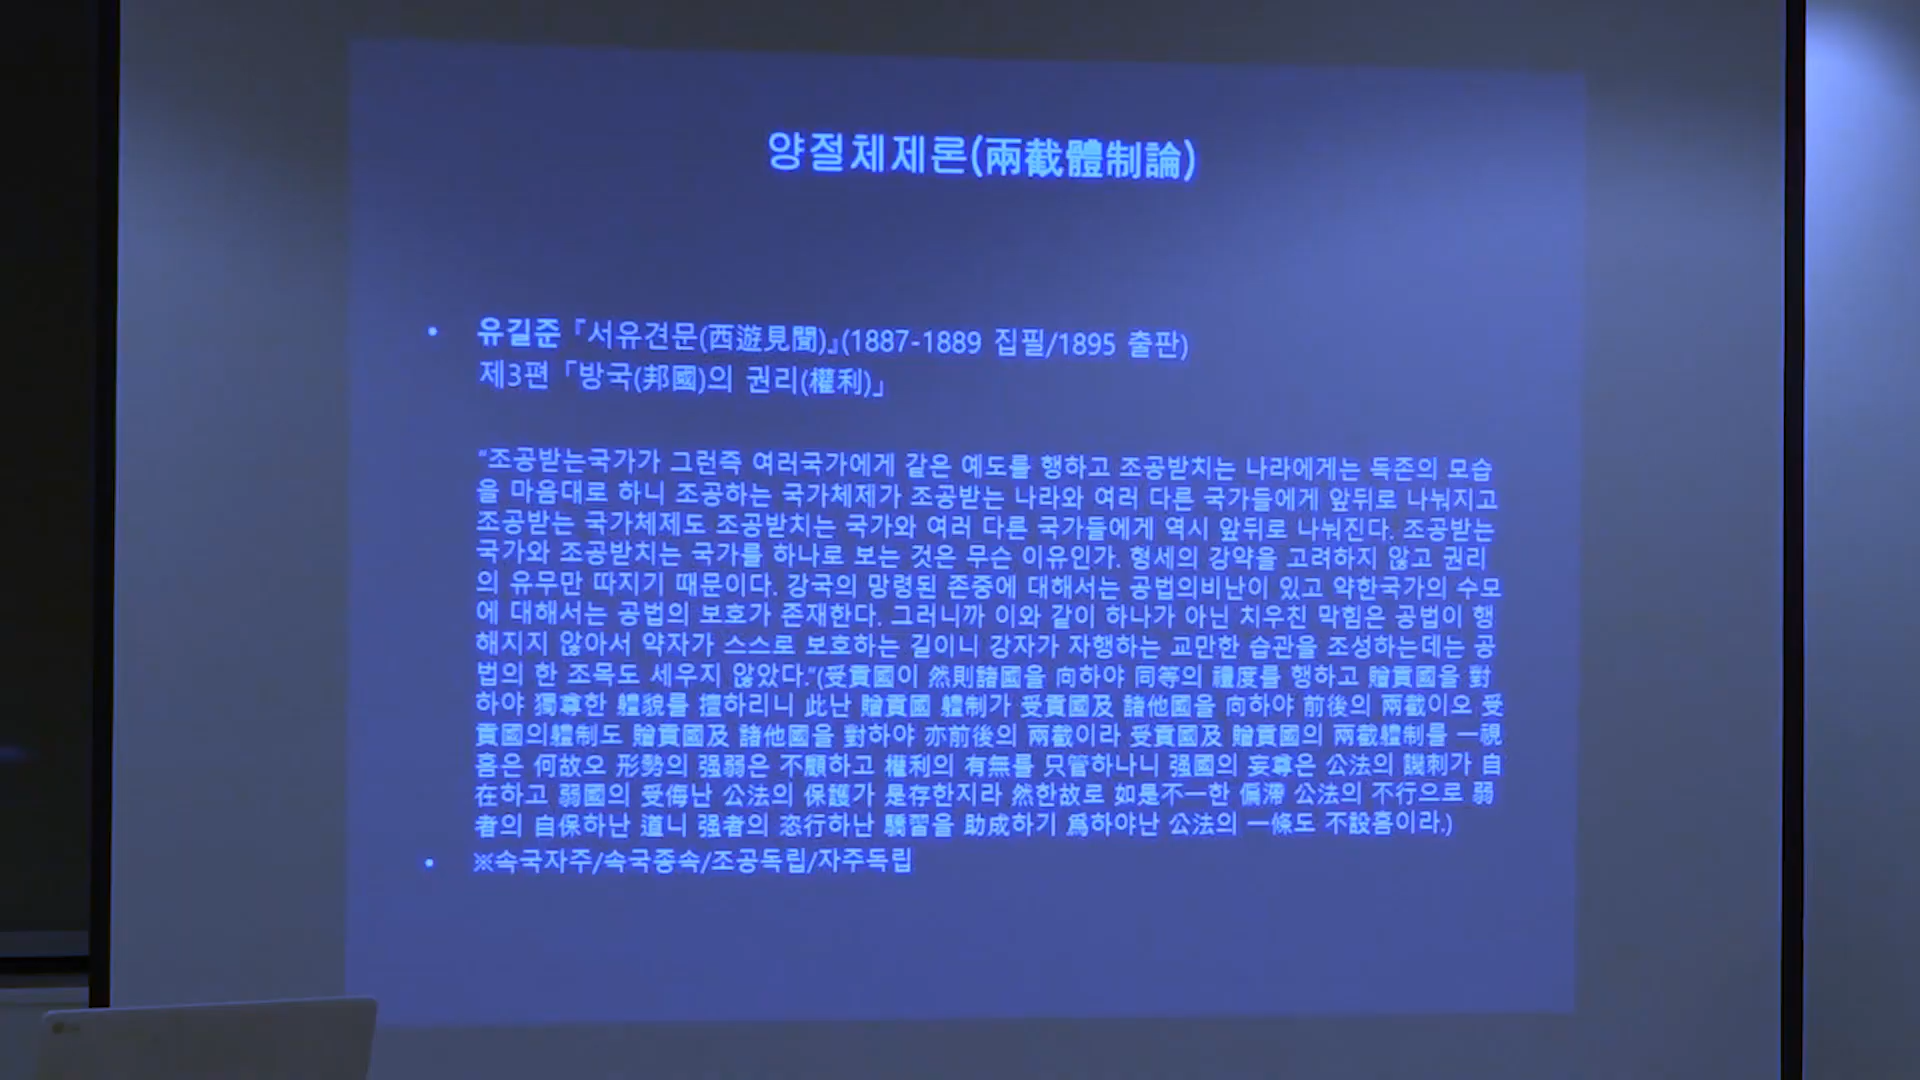 양절체제론(兩截體制論)
• 유길준 『서유견문(西遊見聞)』(1887-1889 집필/1895 출판)
제3편 「방국(邦國)의 권리(權利)」
“조공받는국가가 그런즉 여러국가에게 같은 예도를 행하고 조공받치는 나라에게는 독존의 모습
을 마음대로 하니 조공하는 국가체제가 조공받는 나라와 여러 다른 국가들에게 앞뒤로 나눠지고
조공받는 국가체제도 조공받치는 국가와 여러 다른 국가들에게 역시 앞뒤로 나눠진다. 조공받는
국가와 조공받치는 국가를 하나로 보는 것은 무슨 이유인가. 형세의 강약을 고려하지 않고 권리
의 유무만 따지기 때문이다. 강국의 망령된 존중에 대해서는 공법의비난이 있고 약한국가의 수모
에 대해서는 공법의 보호가 존재한다. 그러니까 이와 같이 하나가 아닌 치우친 막힘은 공법이 행
해지지 않아서 약자가 스스로 보호하는 길이니 강자가 자행하는 교만한 습관을 조성하는데는 공
법의 한 조목도 세우지 않았다.”(受貢國이 然則諸國을 向하야 同等의 禮度를 행하고 贈貢國을 對
하야 獨尊한 體貌를 擅하리니 此난 贈貢國 體制가 受貢國及 諸他國을 向하야 前後의 兩截이오 受
貢國의體制도 贈貢國及 諸他國을 對하야 亦前後의 兩截이라 受貢國及 贈貢國의 兩截體制를 一視
홈은 何故오 形勢의 强弱은 不顧하고 權利의 有無를 只管하나니 强國의 妄尊은 公法의 譏刺가 自
在하고 弱國의 受侮난 公法의 保護가 是存한지라 然한故로 如是不一한 偏滯 公法의 不行으로 弱
者의 自保하난 道니 强者의 恣行하난 驕習을 助成하기 爲하야난 公法의 一條도 不設홈이라.)
• ※속국자주/속국종속/조공독립/자주독립